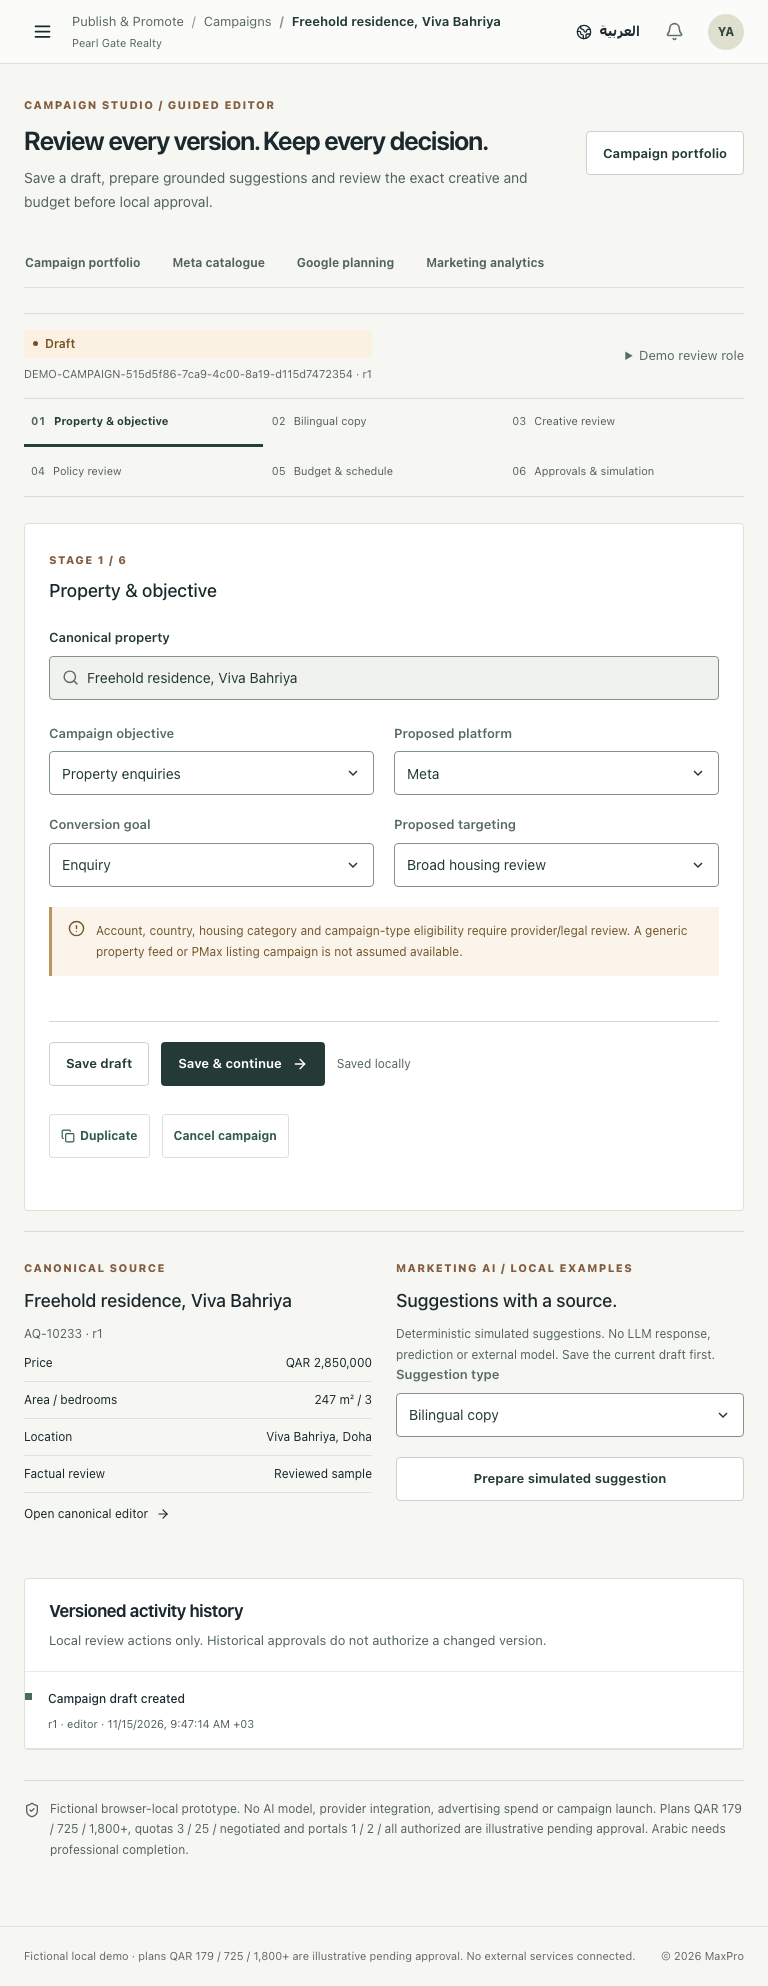 Publish & Promote / Campaigns / Freehold residence, Viva Bahriya
Pearl Gate Realty
العربية
YA
CAMPAIGN STUDIO / GUIDED EDITOR
Review every version. Keep every decision.
Campaign portfolio
Save a draft, prepare grounded suggestions and review the exact creative and
budget before local approval.
Campaign portfolio Meta catalogue Google planning Marketing analytics
Draft
DEMO-CAMPAIGN-515d5f86-7ca9-4c00-8a19-d115d7472354 · r1
Demo review role
01 Property & objective
02 Bilingual copy
03 Creative review
04 Policy review
05 Budget & schedule
06 Approvals & simulation
STAGE 1 / 6
Property & objective
Canonical property
Freehold residence, Viva Bahriya
Campaign objective
Proposed platform
Property enquiries
Meta
Conversion goal
Proposed targeting
Enquiry
Broad housing review
Account, country, housing category and campaign-type eligibility require provider/legal review. A generic
property feed or PMax listing campaign is not assumed available.
Save draft
Save & continue
Saved locally
Duplicate
Cancel campaign
CANONICAL SOURCE
Freehold residence, Viva Bahriya
AQ-10233 · r1
Price QAR 2,850,000
Area / bedrooms 247 m² / 3
Location Viva Bahriya, Doha
Factual review Reviewed sample
Open canonical editor
MARKETING AI / LOCAL EXAMPLES
Suggestions with a source.
Deterministic simulated suggestions. No LLM response,
prediction or external model. Save the current draft first.
Suggestion type
Bilingual copy
Prepare simulated suggestion
Versioned activity history
Local review actions only. Historical approvals do not authorize a changed version.
Campaign draft created
r1 · editor · 11/15/2026, 9:47:14 AM +03
Fictional browser-local prototype. No AI model, provider integration, advertising spend or campaign launch. Plans QAR 179
/ 725 / 1,800+, quotas 3 / 25 / negotiated and portals 1 / 2 / all authorized are illustrative pending approval. Arabic needs
professional completion.
Fictional local demo · plans QAR 179 / 725 / 1,800+ are illustrative pending approval. No external services connected.
© 2026 MaxPro